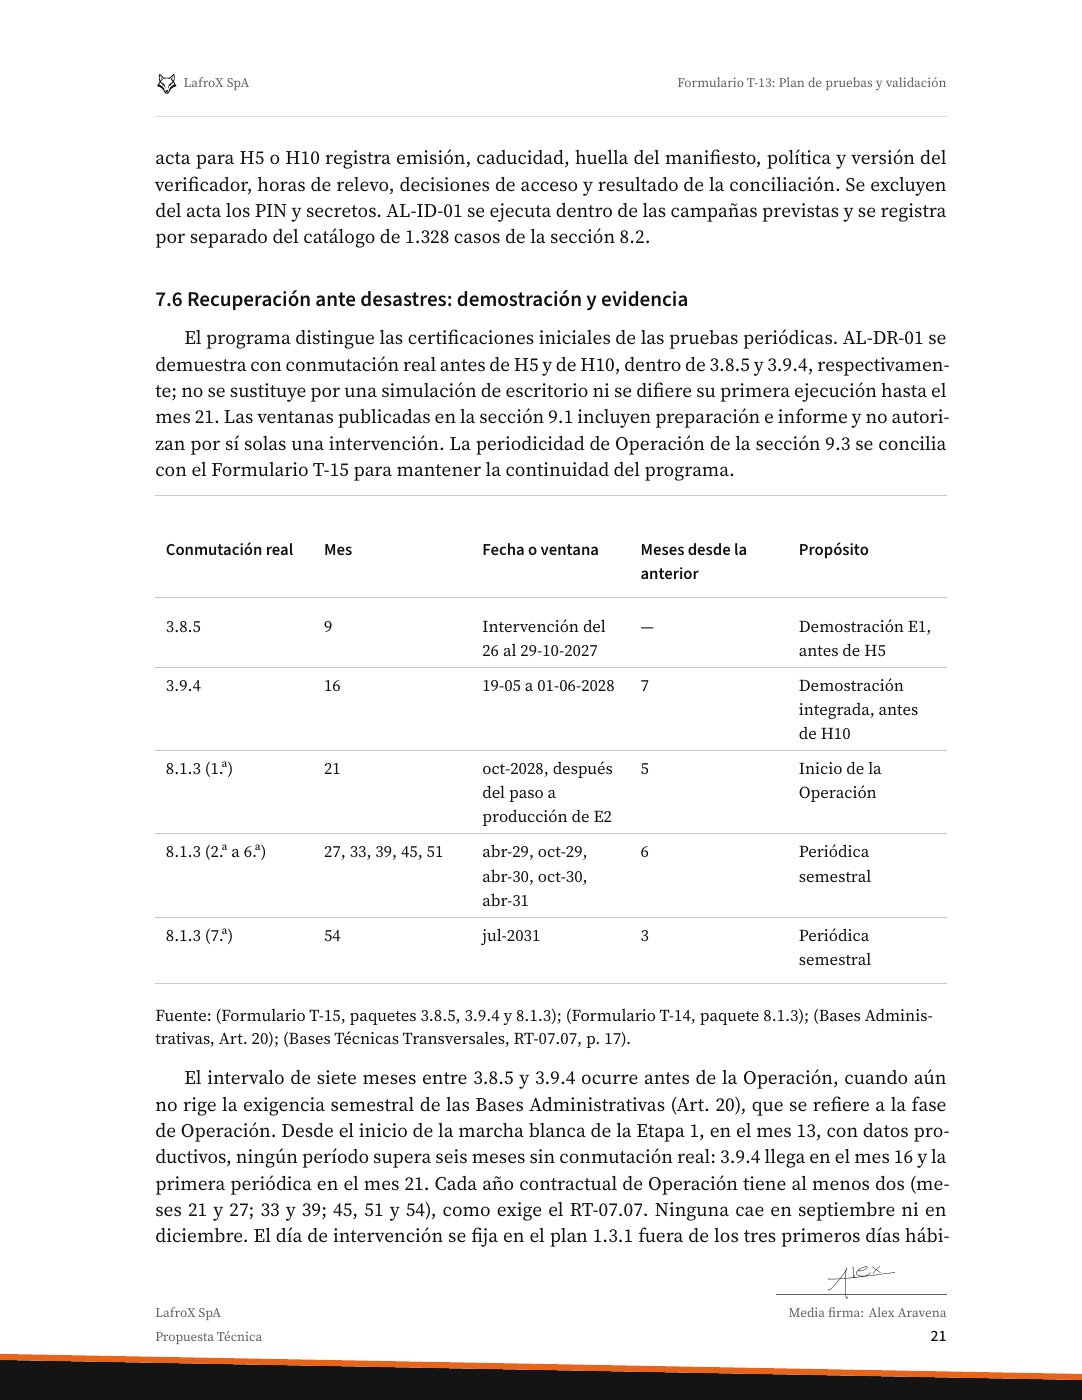 LafroX SpA
Formulario T-13: Plan de pruebas y validación
acta para H5 o H10 registra emisión, caducidad, huella del manifiesto, política y versión del
verificador, horas de relevo, decisiones de acceso y resultado de la conciliación. Se excluyen
del acta los PIN y secretos. AL-ID-01 se ejecuta dentro de las campañas previstas y se registra
por separado del catálogo de 1.328 casos de la sección 8.2.
7.6 Recuperación ante desastres: demostración y evidencia
El programa distingue las certificaciones iniciales de las pruebas periódicas. AL-DR-01 se
demuestra con conmutación real antes de H5 y de H10, dentro de 3.8.5 y 3.9.4, respectivamen-
te; no se sustituye por una simulación de escritorio ni se difiere su primera ejecución hasta el
mes 21. Las ventanas publicadas en la sección 9.1 incluyen preparación e informe y no autori-
zan por sí solas una intervención. La periodicidad de Operación de la sección 9.3 se concilia
con el Formulario T-15 para mantener la continuidad del programa.
Conmutación real Mes Fecha o ventana Meses desde la
anterior Propósito
3.8.5 9 Intervención del
26 al 29-10-2027 — Demostración E1,
antes de H5
3.9.4 16 19-05 a 01-06-2028 7 Demostración
integrada, antes
de H10
8.1.3 (1.ª) 21 oct-2028, después
del paso a
producción de E2 5 Inicio de la
Operación
8.1.3 (2.ª a 6.ª) 27, 33, 39, 45, 51 abr-29, oct-29,
abr-30, oct-30,
abr-31 6 Periódica
semestral
8.1.3 (7.ª) 54 jul-2031 3 Periódica
semestral
Fuente: (Formulario T-15, paquetes 3.8.5, 3.9.4 y 8.1.3); (Formulario T-14, paquete 8.1.3); (Bases Adminis-
trativas, Art. 20); (Bases Técnicas Transversales, RT-07.07, p. 17).
El intervalo de siete meses entre 3.8.5 y 3.9.4 ocurre antes de la Operación, cuando aún
no rige la exigencia semestral de las Bases Administrativas (Art. 20), que se refiere a la fase
de Operación. Desde el inicio de la marcha blanca de la Etapa 1, en el mes 13, con datos pro-
ductivos, ningún período supera seis meses sin conmutación real: 3.9.4 llega en el mes 16 y la
primera periódica en el mes 21. Cada año contractual de Operación tiene al menos dos (me-
ses 21 y 27; 33 y 39; 45, 51 y 54), como exige el RT-07.07. Ninguna cae en septiembre ni en
diciembre. El día de intervención se fija en el plan 1.3.1 fuera de los tres primeros días hábi-
Alex
LafroX SpA
Media firma: Alex Aravena
Propuesta Técnica
21